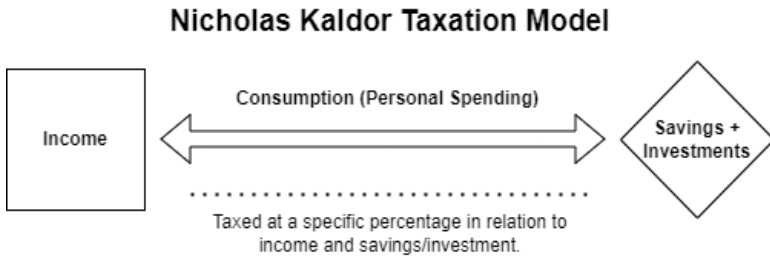 Nicholas Kaldor Taxation Model
Consumption (Personal Spending)
Income
Savings +
Investments
Taxed at a specific percentage in relation to
income and savings/investment.